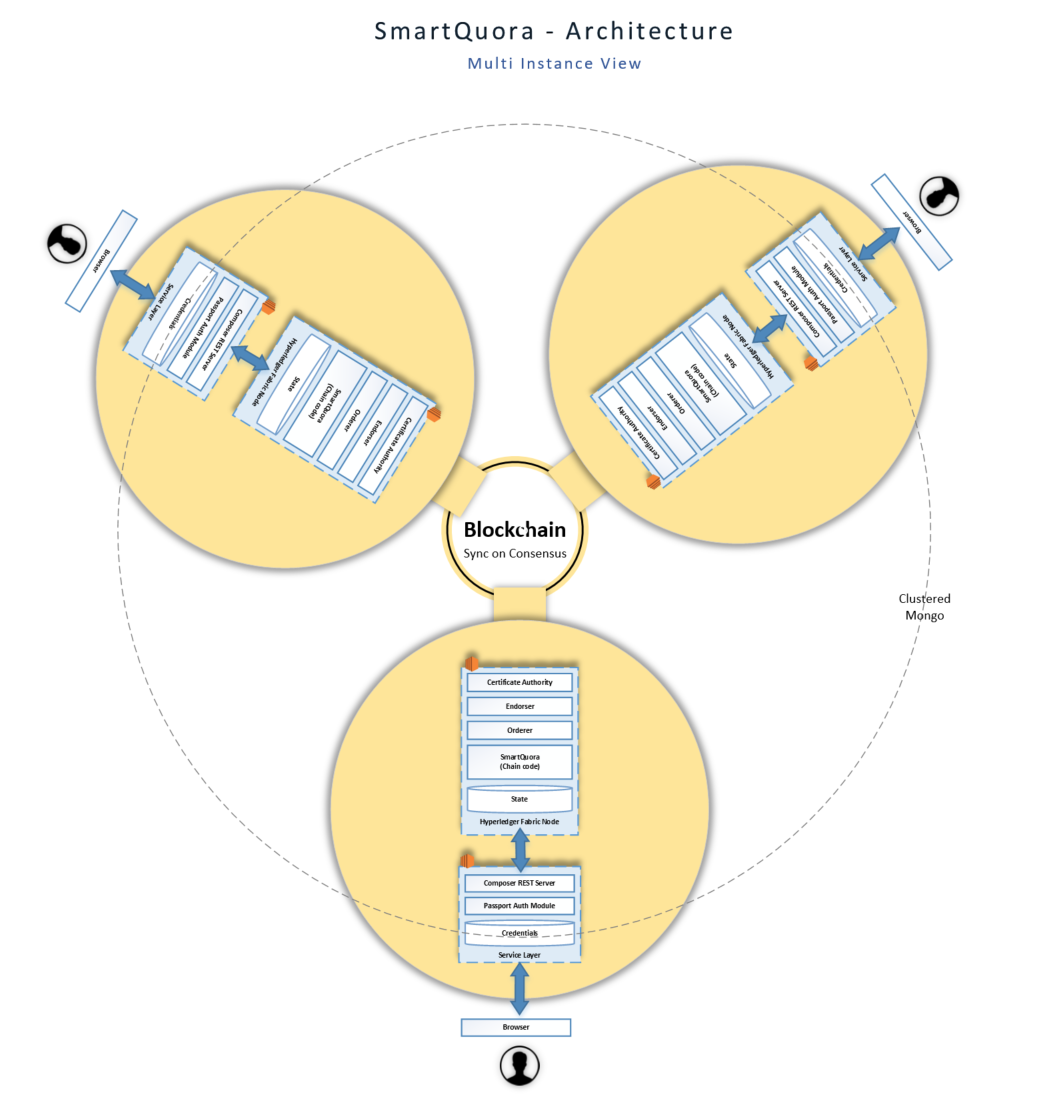 SmartQuora - Architecture
Multi Instance View
Browser
Service Layer
Credentials
Passport Auth Module
Composer REST Server
Hyperledger Fabric Node
State
SmartQuora
(Chain code)
Orderer
Endorser
Certificate Authority
Browser
Service Layer
Credentials
Passport Auth Module
Composer REST Server
Hyperledger Fabric Node
State
SmartQuora
(Chain code)
Orderer
Endorser
Certificate Authority
Blockchain
Sync on Consensus
Clustered
Mongo
Certificate Authority
Endorser
Orderer
SmartQuora
(Chain code)
State
Hyperledger Fabric Node
Composer REST Server
Passport Auth Module
Credentials
Service Layer
Browser